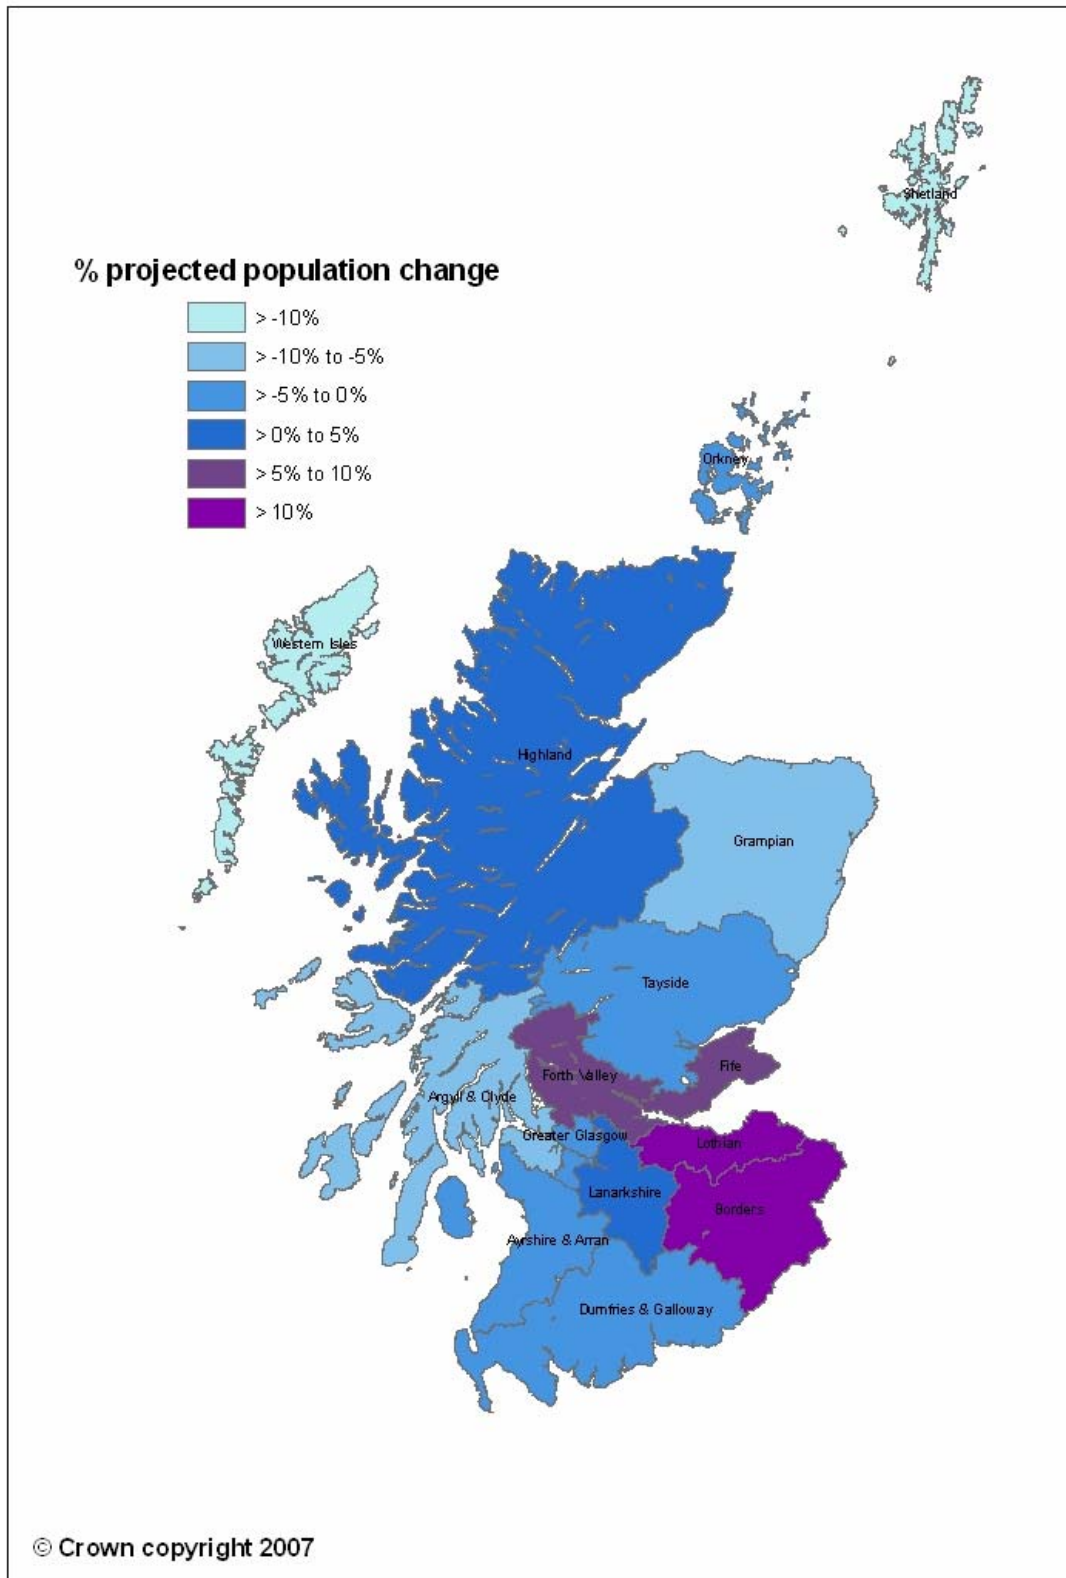 Shetland
% projected population change
> -10%
> -10% to -5%
> -5% to 0%
> 0% to 5%
> 5% to 10%
> 10%
Orkney
Western Isles
Highland
Grampian
Tayside
Fife
Forth Valley
Argyll & Clyde
Greater Glasgow
Lothian
Lanarkshire
Borders
Ayrshire & Arran
Dumfries & Galloway
© Crown copyright 2007